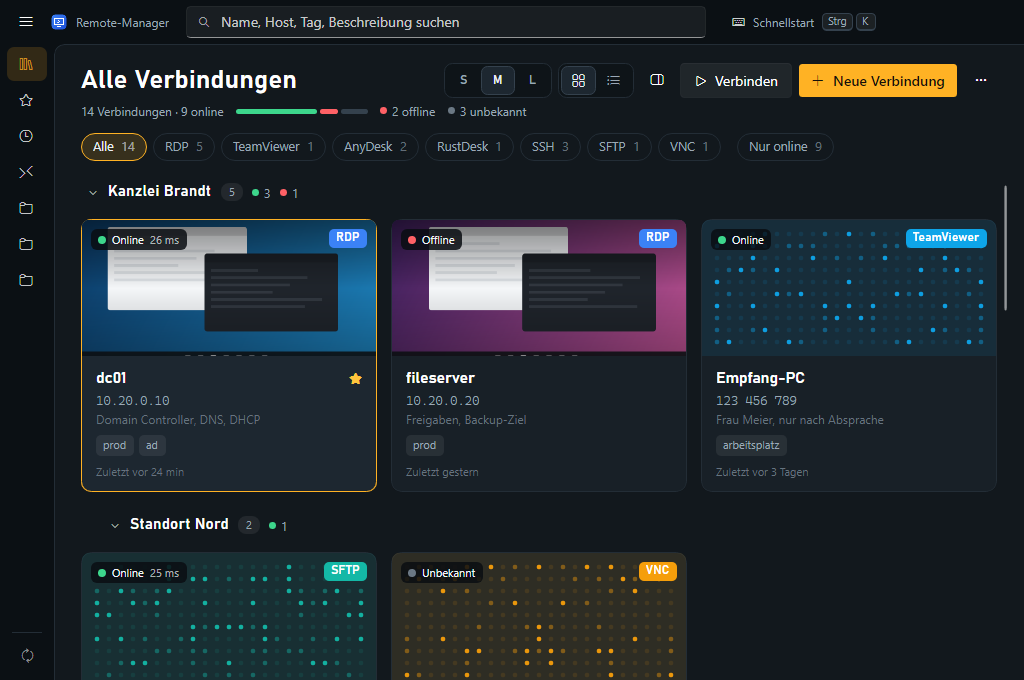 Remote-Manager
Name, Host, Tag, Beschreibung suchen
Schnellstart Strg K
Alle Verbindungen
S M L
Verbinden
Neue Verbindung
14 Verbindungen · 9 online
2 offline
3 unbekannt
Alle 14
RDP 5
TeamViewer 1
AnyDesk 2
RustDesk 1
SSH 3
SFTP 1
VNC 1
Nur online 9
Kanzlei Brandt 5 3 1
Online 26 ms
RDP
dc01
10.20.0.10
Domain Controller, DNS, DHCP
prod ad
Zuletzt vor 24 min
Offline
RDP
fileserver
10.20.0.20
Freigaben, Backup-Ziel
prod
Zuletzt gestern
Online
TeamViewer
Empfang-PC
123 456 789
Frau Meier, nur nach Absprache
arbeitsplatz
Zuletzt vor 3 Tagen
Standort Nord 2 1
Online 25 ms
SFTP
Unbekannt
VNC